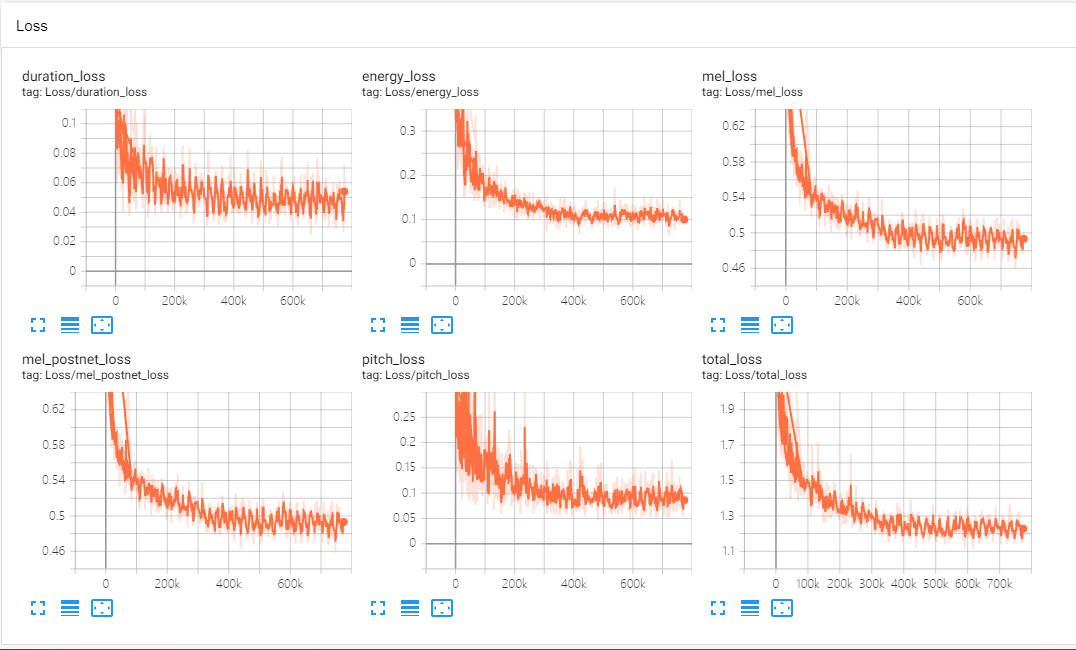 Loss
duration_loss
tag: Loss/duration_loss
0.1
0.08
0.06
0.04
0.02
0
0 200k 400k 600k
energy_loss
tag: Loss/energy_loss
0.3
0.2
0.1
0
0 200k 400k 600k
mel_loss
tag: Loss/mel_loss
0.62
0.58
0.54
0.5
0.46
0 200k 400k 600k
mel_postnet_loss
tag: Loss/mel_postnet_loss
0.62
0.58
0.54
0.5
0.46
0 200k 400k 600k
pitch_loss
tag: Loss/pitch_loss
0.25
0.2
0.15
0.1
0.05
0
0 200k 400k 600k
total_loss
tag: Loss/total_loss
1.9
1.7
1.5
1.3
1.1
0 100k 200k 300k 400k 500k 600k 700k